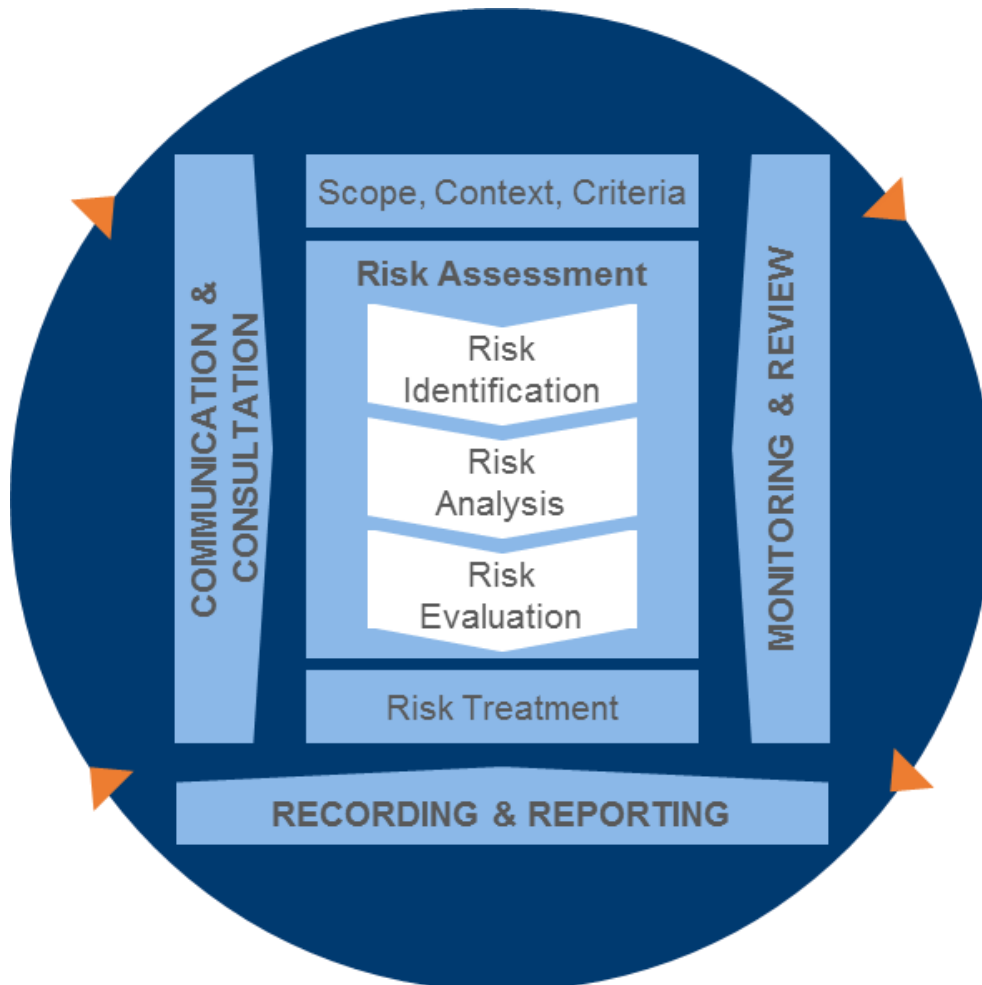 Scope, Context, Criteria
Risk Assessment
Risk
Identification
Risk
Analysis
Risk
Evaluation
Risk Treatment
COMMUNICATION &
CONSULTATION
MONITORING & REVIEW
RECORDING & REPORTING